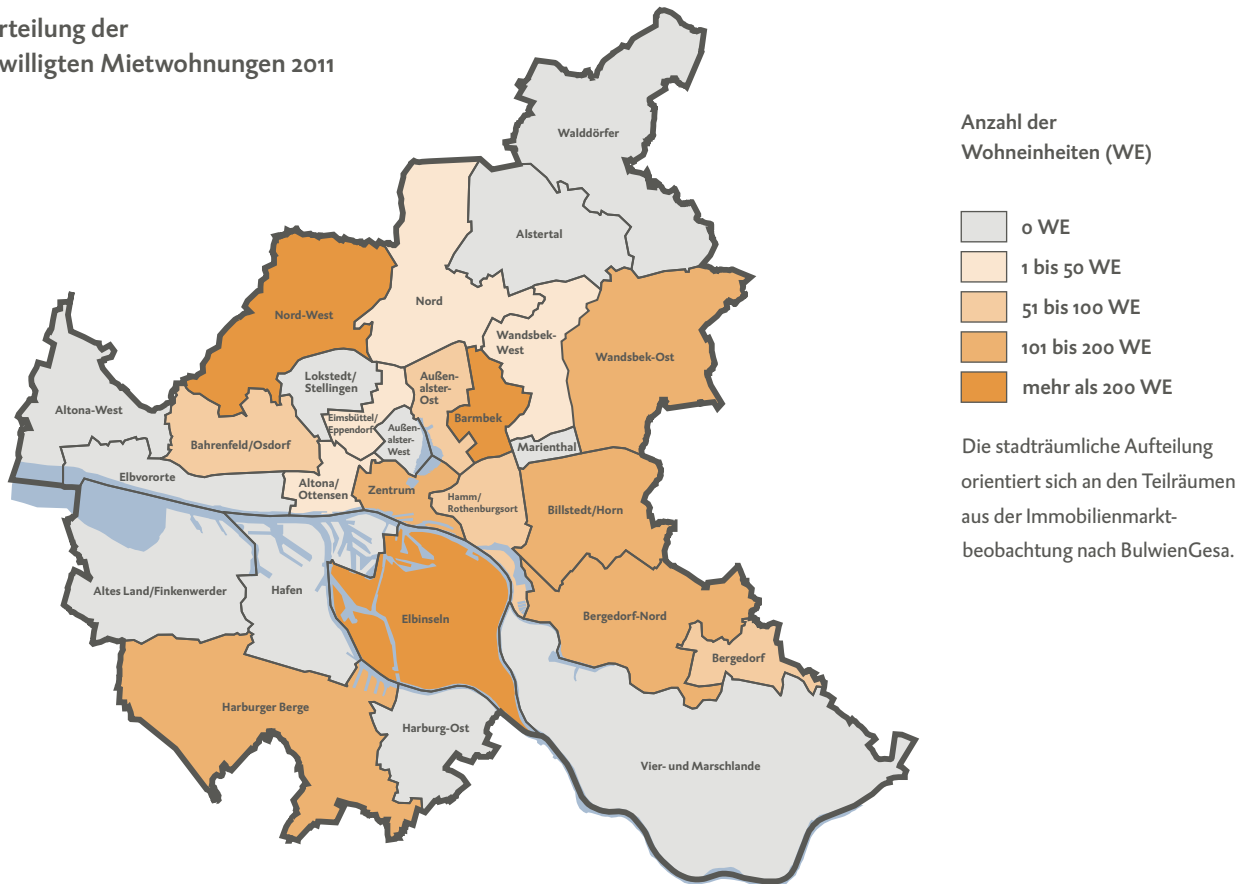 rteilung der
willigten Mietwohnungen 2011
Walddörfer
Alstertal
Nord
Nord-West
Wandsbek-
West
Wandsbek-Ost
Lokstedt/
Stellingen
Außen-
alster-
Ost
Barmbek
Altona-West
Eimsbüttel/
Eppendorf
Außen-
alster-
West
Bahrenfeld/Osdorf
Marienthal
Elbvororte
Altona/
Ottensen
Zentrum
Hamm/
Rothenburgsort
Billstedt/Horn
Altes Land/Finkenwerder
Hafen
Elbinseln
Bergedorf-Nord
Bergedorf
Harburger Berge
Harburg-Ost
Vier- und Marschlande
Anzahl der
Wohneinheiten (WE)
0 WE
1 bis 50 WE
51 bis 100 WE
101 bis 200 WE
mehr als 200 WE
Die stadträumliche Aufteilung
orientiert sich an den Teilräumen
aus der Immobilienmarkt-
beobachtung nach BulwienGesa.